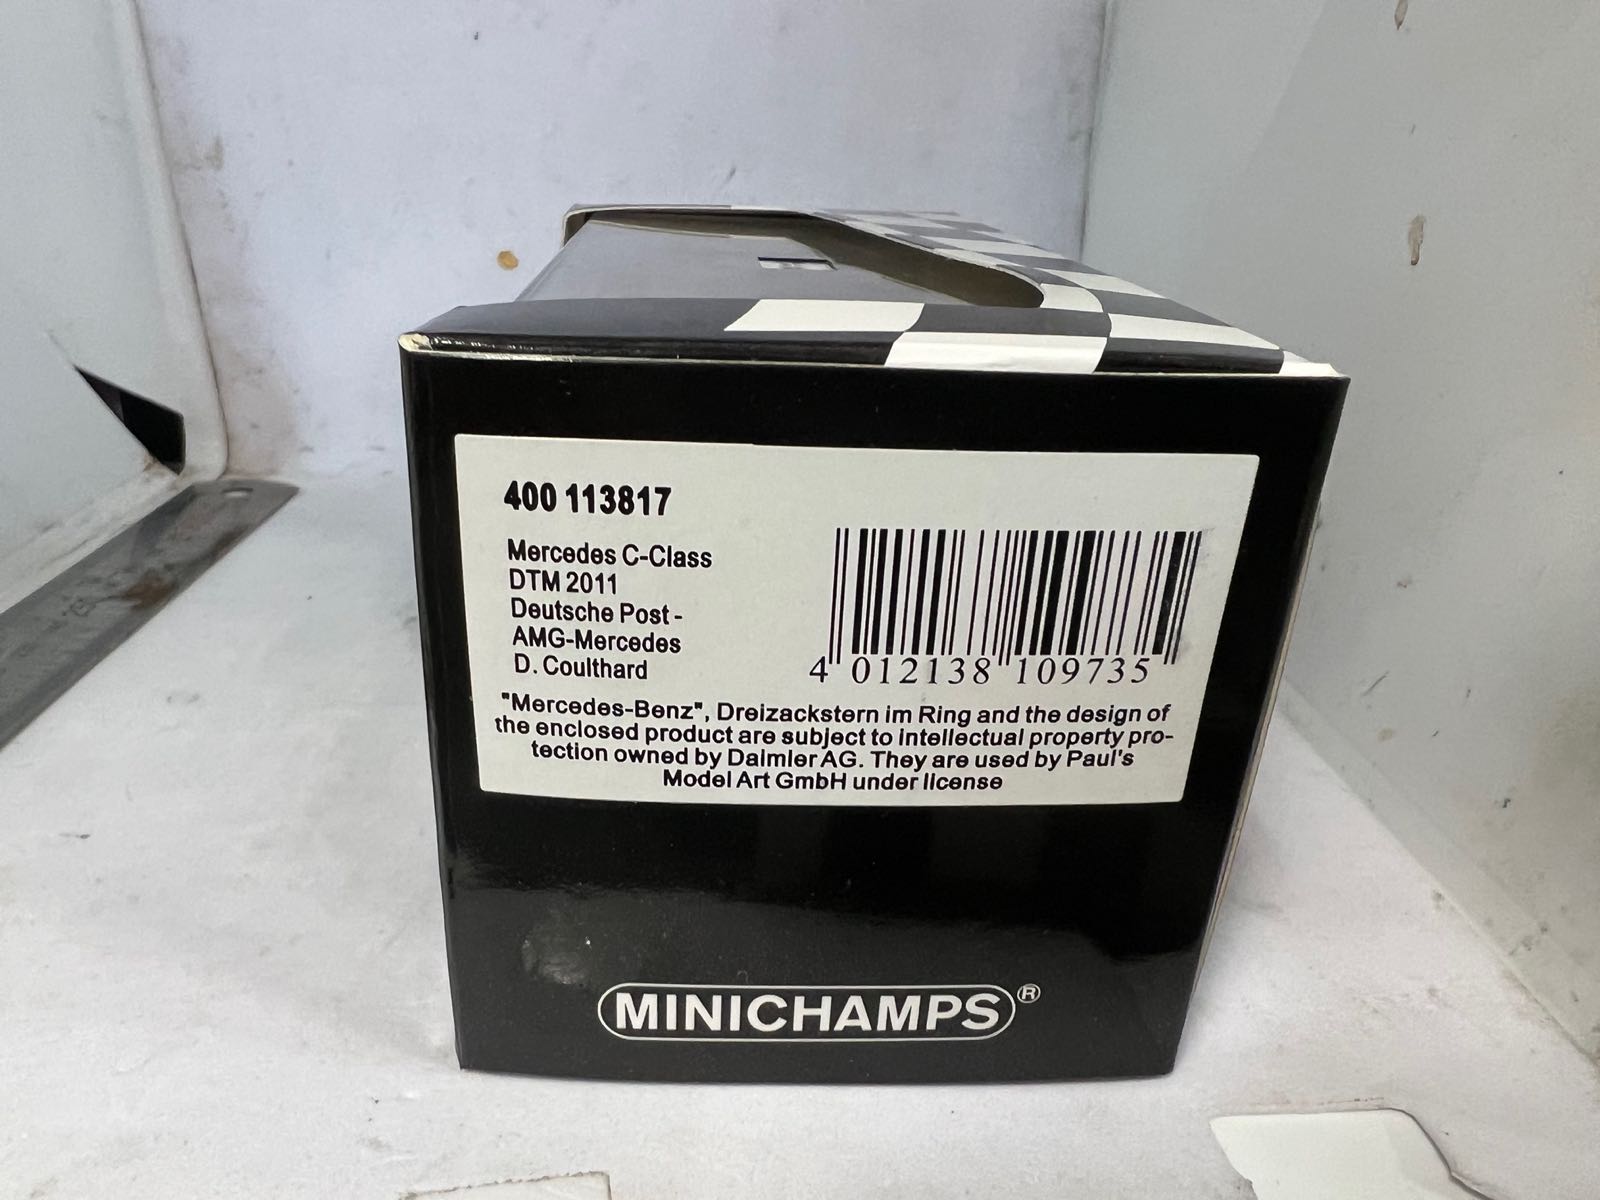 400 113817
Mercedes C-Class
DTM 2011
Deutsche Post -
AMG-Mercedes
D. Coulthard
4 012138 109735
"Mercedes-Benz", Dreizackstern im Ring and the design of
the enclosed product are subject to intellectual property pro-
tection owned by Daimler AG. They are used by Paul's
Model Art GmbH under license
MINICHAMPS®